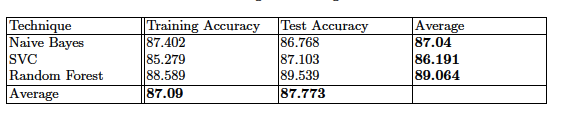 Technique Training Accuracy Test Accuracy Average
Naive Bayes 87.402 86.768 87.04
SVC 85.279 87.103 86.191
Random Forest 88.589 89.539 89.064
Average 87.09 87.773